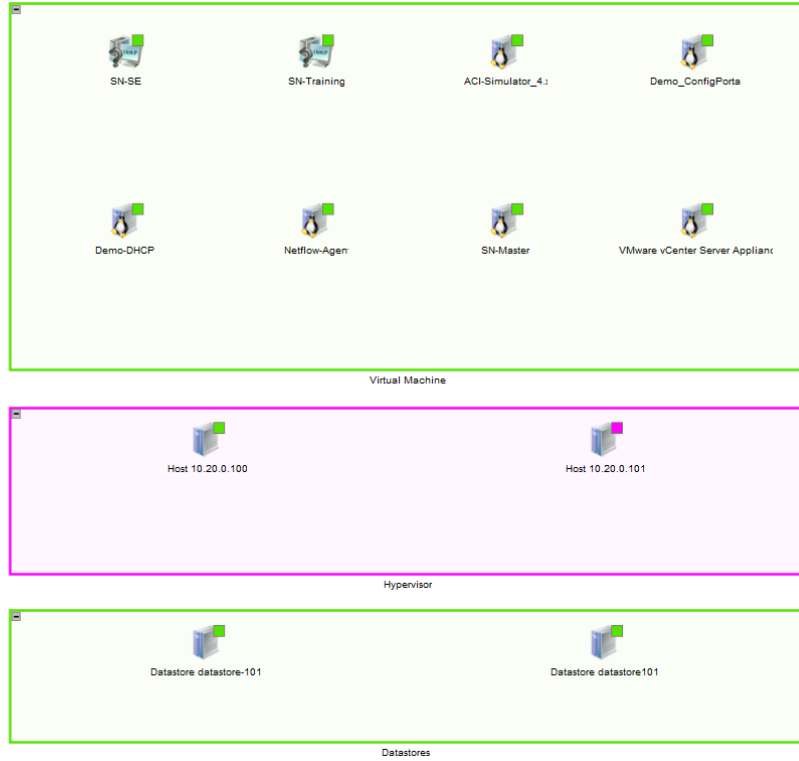 SN-SE
SN-Training
ACI-Simulator_4.
Demo_ConfigPorta
Demo-DHCP
Netflow-Agen
SN-Master
VMware vCenter Server Applianc
Virtual Machine
Host 10.20.0.100
Host 10.20.0.101
Hypervisor
Datastore datastore-101
Datastore datastore101
Datastores